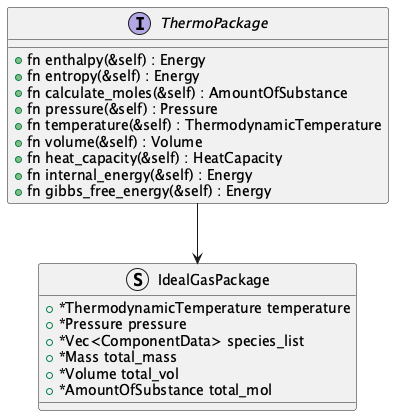 I ThermoPackage
fn enthalpy(&self) : Energy
fn entropy(&self) : Energy
fn calculate_moles(&self) : AmountOfSubstance
fn pressure(&self) : Pressure
fn temperature(&self) : ThermodynamicTemperature
fn volume(&self) : Volume
fn heat_capacity(&self) : HeatCapacity
fn internal_energy(&self) : Energy
fn gibbs_free_energy(&self) : Energy
S IdealGasPackage
*ThermodynamicTemperature temperature
*Pressure pressure
*Vec<ComponentData> species_list
*Mass total_mass
*Volume total_vol
*AmountOfSubstance total_mol